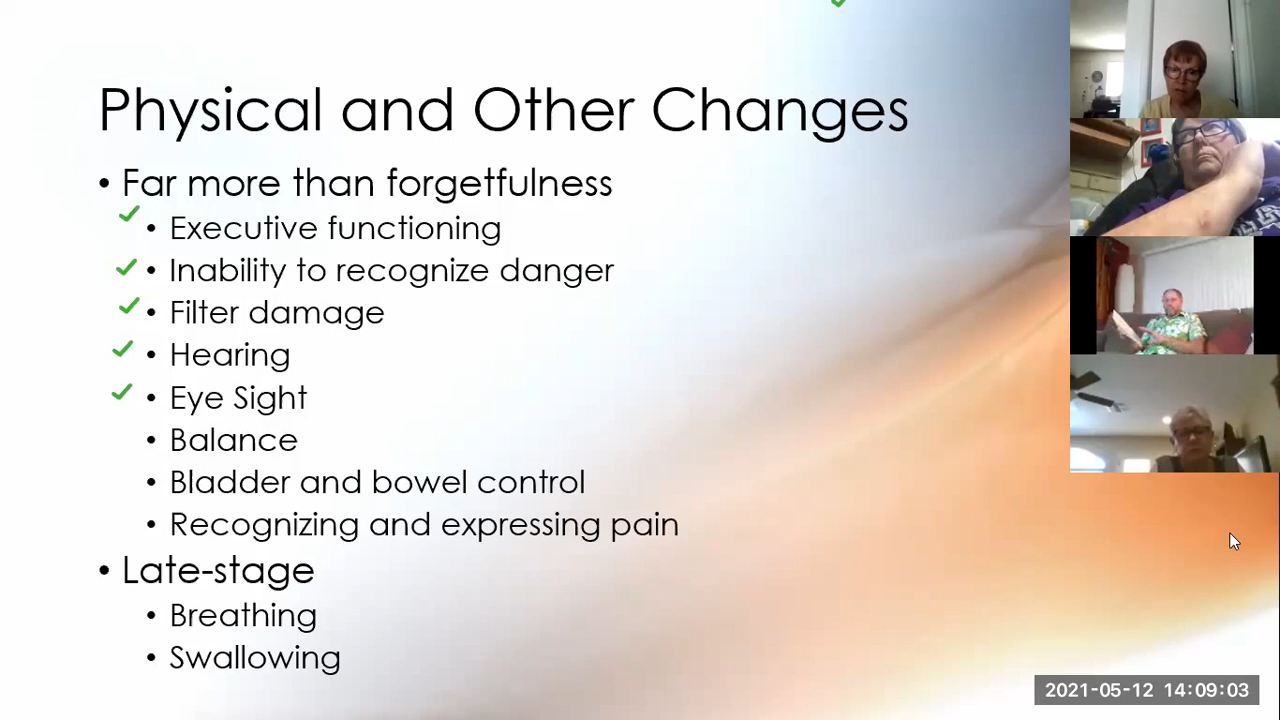 Physical and Other Changes
• Far more than forgetfulness
• Executive functioning
• Inability to recognize danger
• Filter damage
• Hearing
• Eye Sight
• Balance
• Bladder and bowel control
• Recognizing and expressing pain
• Late-stage
• Breathing
• Swallowing
2021-05-12 14:09:03